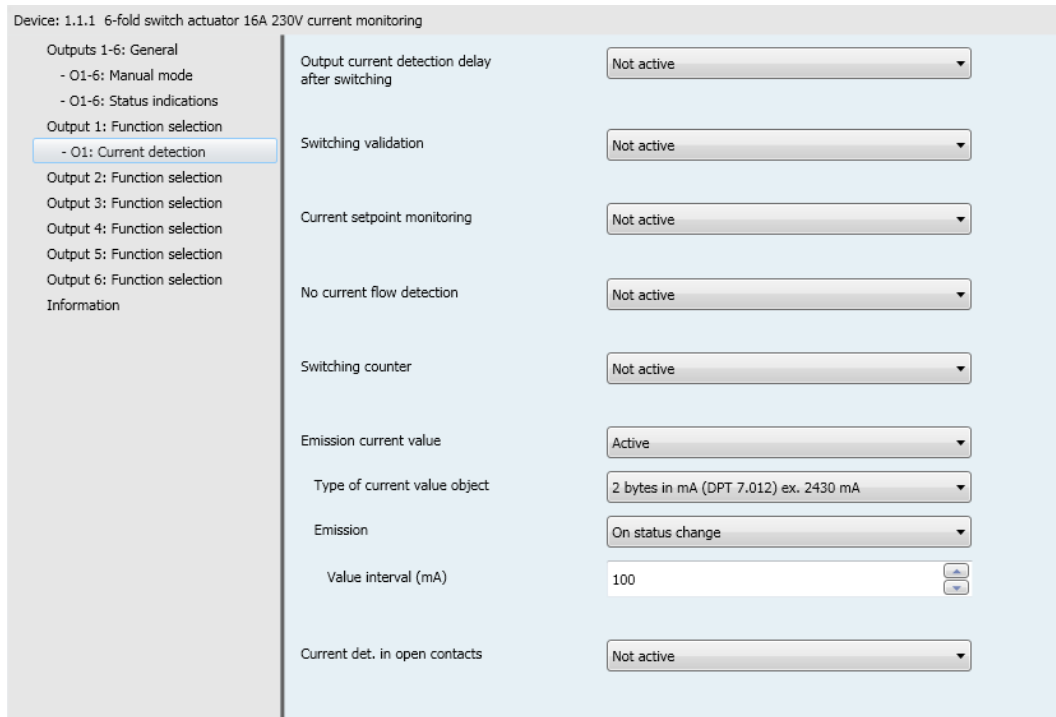 Device: 1.1.1 6-fold switch actuator 16A 230V current monitoring
Outputs 1-6: General
- O1-6: Manual mode
- O1-6: Status indications
Output 1: Function selection
- O1: Current detection
Output 2: Function selection
Output 3: Function selection
Output 4: Function selection
Output 5: Function selection
Output 6: Function selection
Information
Output current detection delay
after switching
Not active
Switching validation
Not active
Current setpoint monitoring
Not active
No current flow detection
Not active
Switching counter
Not active
Emission current value
Active
Type of current value object
2 bytes in mA (DPT 7.012) ex. 2430 mA
Emission
On status change
Value interval (mA)
100
Current det. in open contacts
Not active